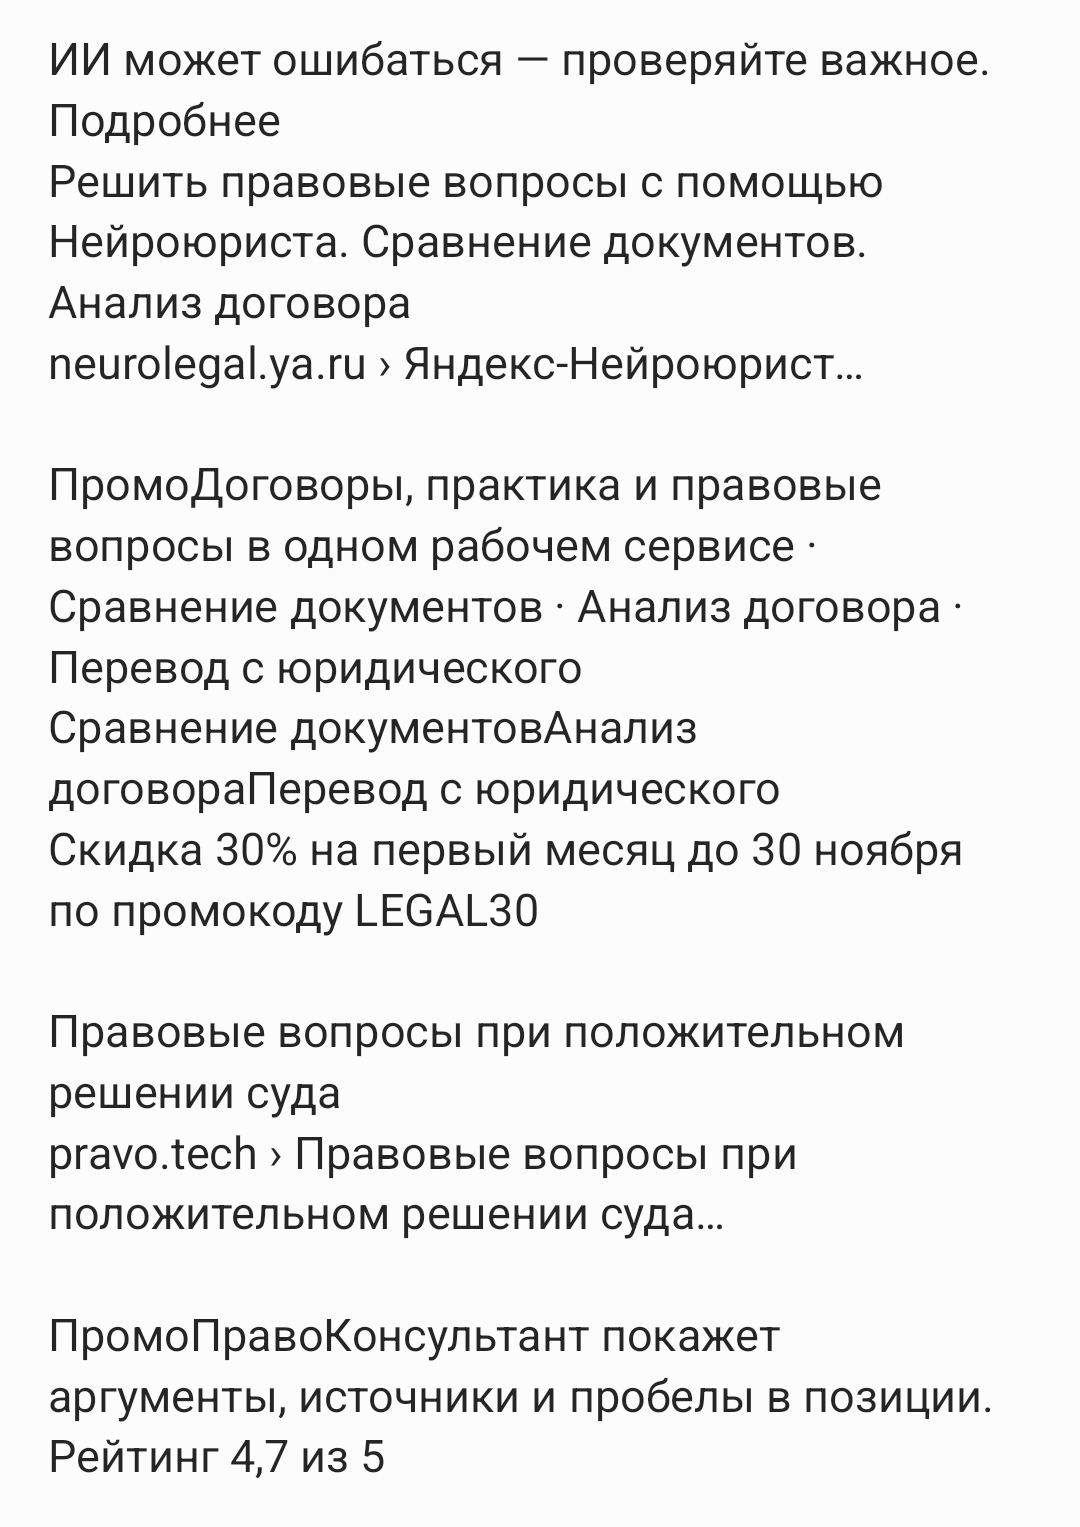 ИИ может ошибаться — проверяйте важное.
Подробнее
Решить правовые вопросы с помощью
Нейроюриста. Сравнение документов.
Анализ договора
neurolegal.ya.ru › Яндекс-Нейроюрист…
ПромоДоговоры, практика и правовые
вопросы в одном рабочем сервисе ·
Сравнение документов · Анализ договора ·
Перевод с юридического
Сравнение документовАнализ
договораПеревод с юридического
Скидка 30% на первый месяц до 30 ноября
по промокоду LEGAL30
Правовые вопросы при положительном
решении суда
pravo.tech › Правовые вопросы при
положительном решении суда…
ПромоПравоКонсультант покажет
аргументы, источники и пробелы в позиции.
Рейтинг 4,7 из 5